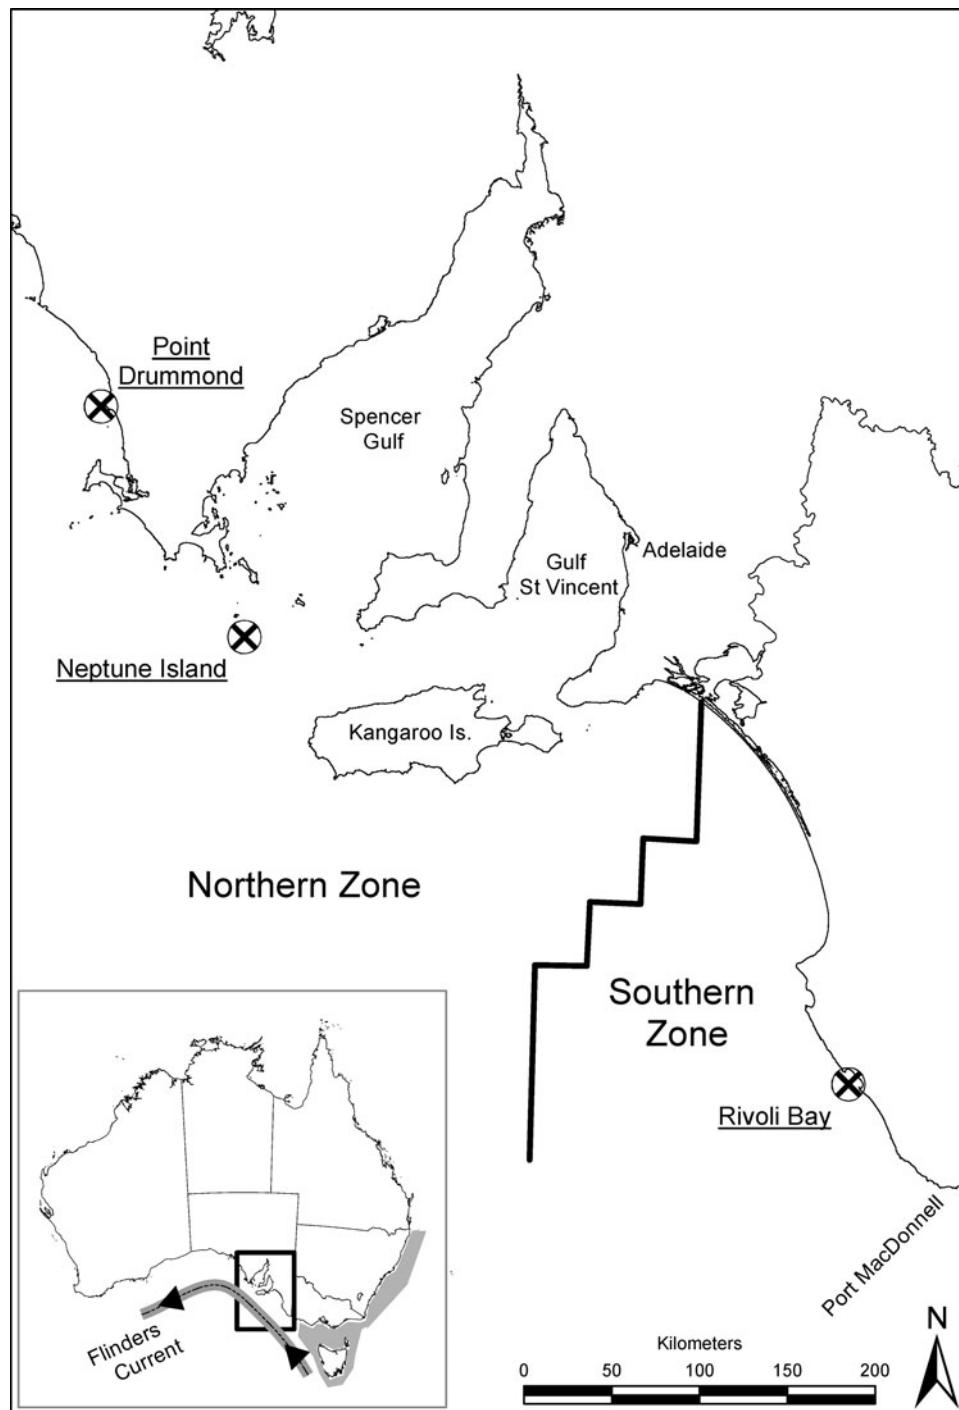 Point
Drummond
Spencer
Gulf
Adelaide
Gulf
St Vincent
Neptune Island
Kangaroo Is.
Northern Zone
Southern
Zone
Rivoli Bay
Port MacDonnell
Flinders
Current
Kilometers
0 50 100 150 200
N